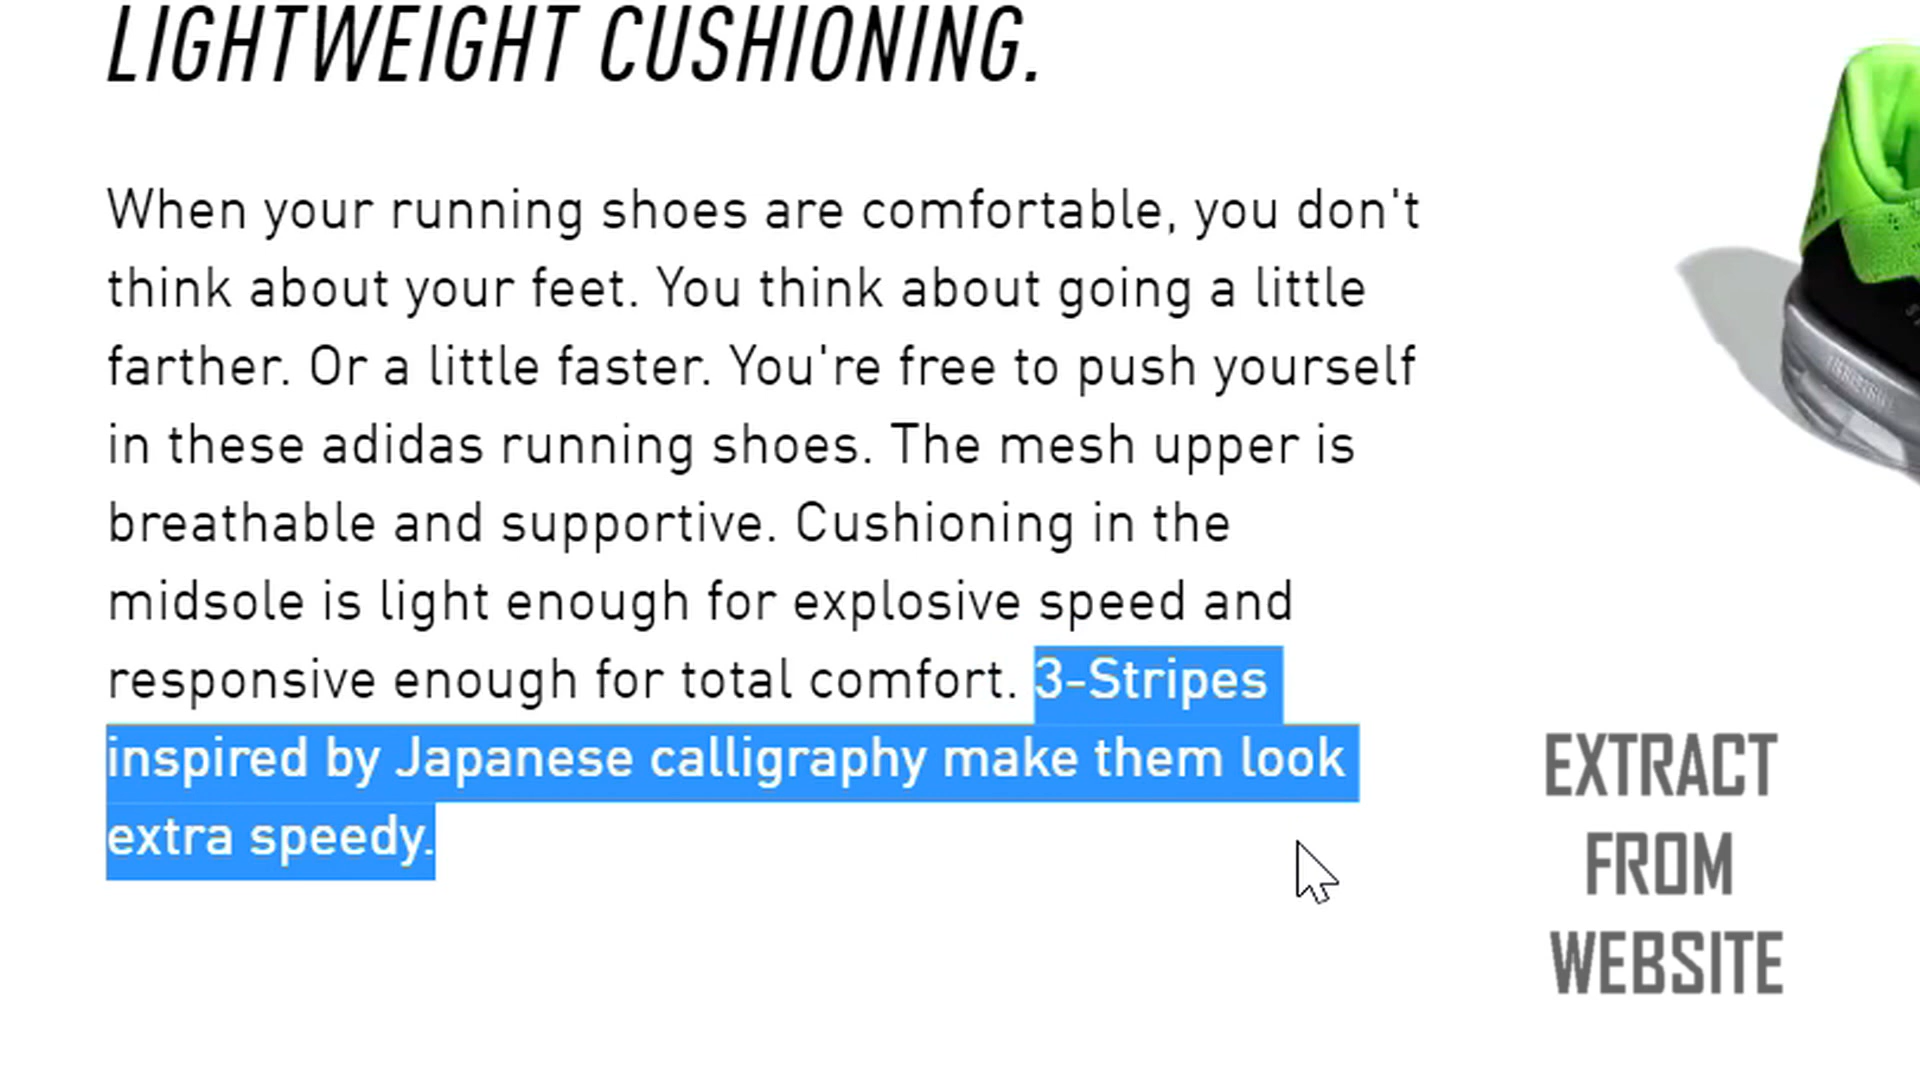 LIGHTWEIGHT CUSHIONING.
When your running shoes are comfortable, you don't
think about your feet. You think about going a little
farther. Or a little faster. You're free to push yourself
in these adidas running shoes. The mesh upper is
breathable and supportive. Cushioning in the
midsole is light enough for explosive speed and
responsive enough for total comfort. 3-Stripes
inspired by Japanese calligraphy make them look
extra speedy.
EXTRACT
FROM
WEBSITE